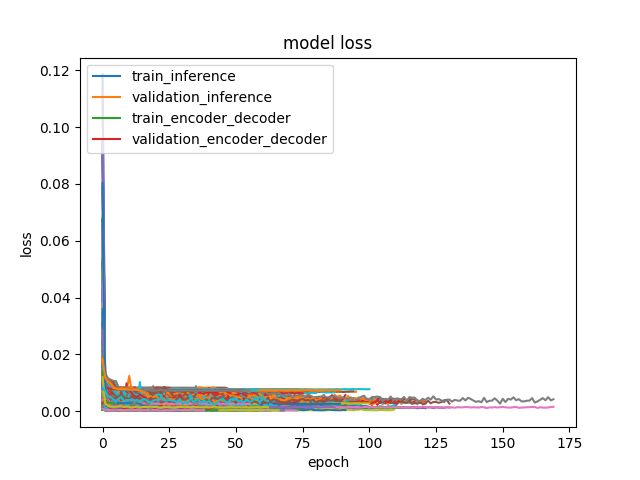 model loss
train_inference
validation_inference
train_encoder_decoder
validation_encoder_decoder
0.12
0.10
0.08
0.06
0.04
0.02
0.00
loss
0 25 50 75 100 125 150 175
epoch